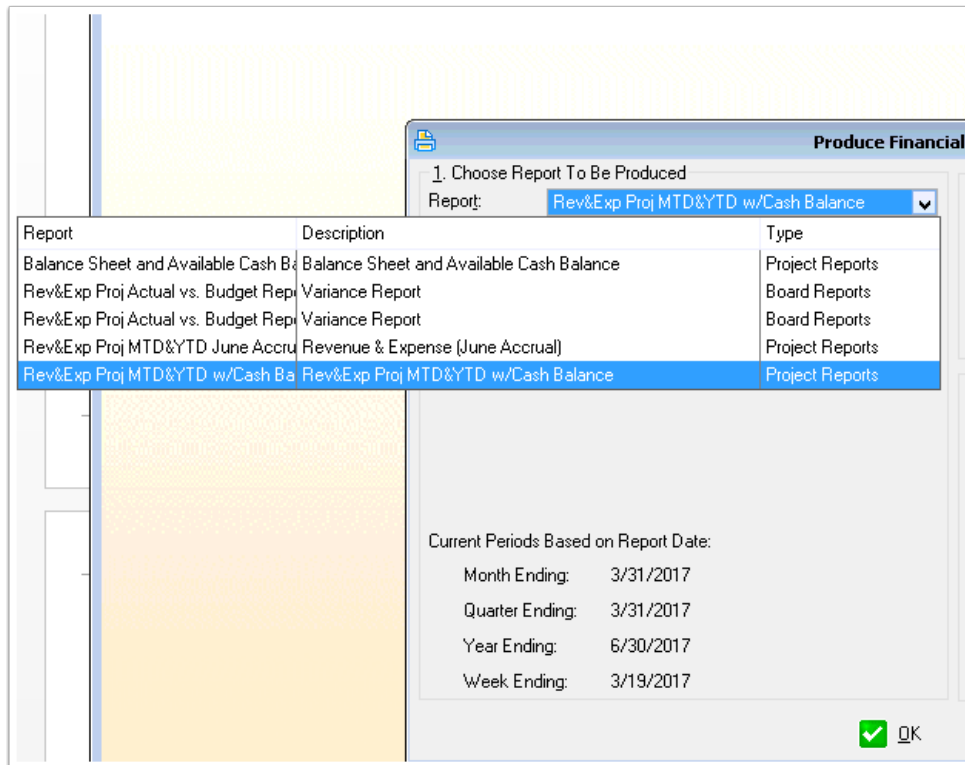 Produce Financial
1. Choose Report To Be Produced
Report: Rev&Exp Proj MTD&YTD w/Cash Balance
Report Description Type
Balance Sheet and Available Cash Ba Balance Sheet and Available Cash Balance Project Reports
Rev&Exp Proj Actual vs. Budget Repo Variance Report Board Reports
Rev&Exp Proj Actual vs. Budget Repo Variance Report Board Reports
Rev&Exp Proj MTD&YTD June Accru Revenue & Expense (June Accrual) Project Reports
Rev&Exp Proj MTD&YTD w/Cash Ba Rev&Exp Proj MTD&YTD w/Cash Balance Project Reports
Current Periods Based on Report Date:
Month Ending: 3/31/2017
Quarter Ending: 3/31/2017
Year Ending: 6/30/2017
Week Ending: 3/19/2017
OK